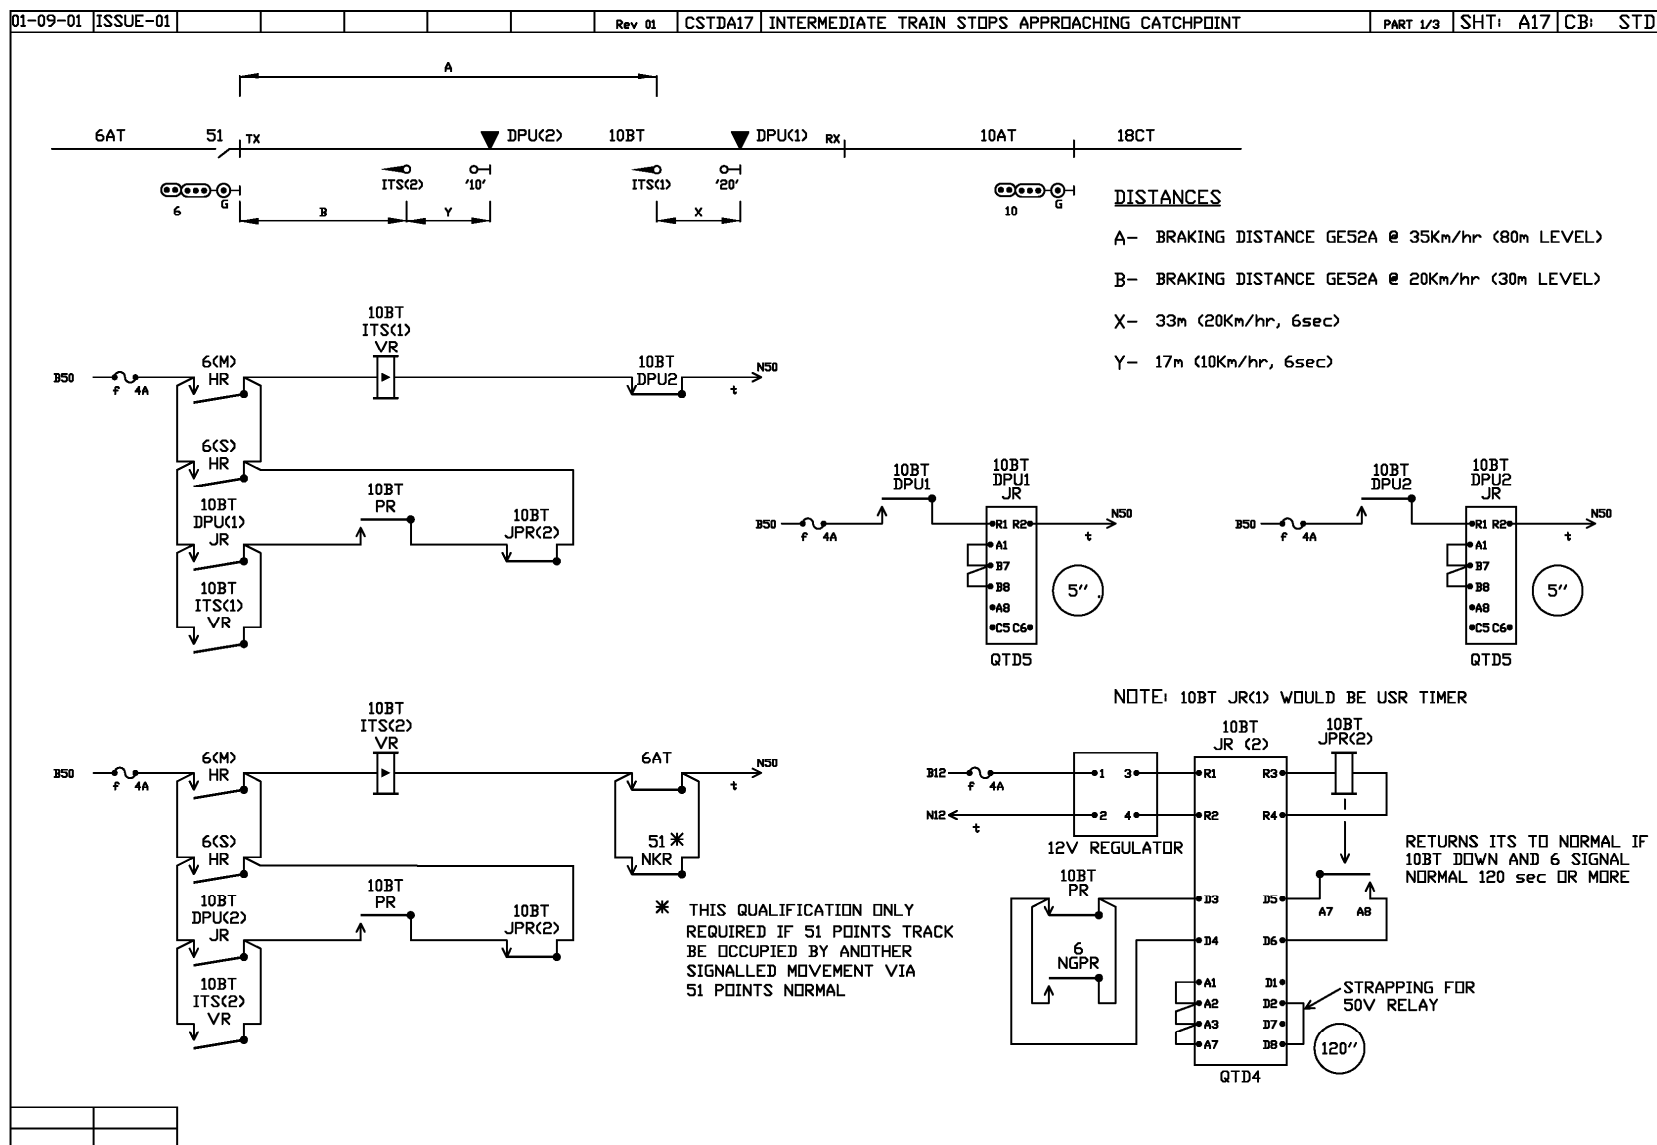 01-09-01 ISSUE-01 Rev 01 CSTDA17 INTERMEDIATE TRAIN STOPS APPROACHING CATCHPOINT PART 1/3 SHT: A17 CB: STD
A
6AT 51 TX DPU(2) 10BT DPU(1) RX 10AT 18CT
ITS(2) '10' ITS(1) '20'
6 G B Y X 10 G
DISTANCES
A- BRAKING DISTANCE GE52A @ 35Km/hr (80m LEVEL)
B- BRAKING DISTANCE GE52A @ 20Km/hr (30m LEVEL)
X- 33m (20Km/hr, 6sec)
Y- 17m (10Km/hr, 6sec)
10BT
ITS(1)
VR
6(M)
HR
10BT
DPU2
B50 f 4A t N50
6(S)
HR
10BT
DPU(1)
JR
10BT
PR
10BT
JPR(2)
10BT
ITS(1)
VR
10BT
DPU1
10BT
DPU1
JR
B50 f 4A R1 R2 N50
t
A1
B7
B8
A8
C5 C6
5″
QTD5
10BT
DPU2
10BT
DPU2
JR
B50 f 4A R1 R2 N50
t
A1
B7
B8
A8
C5 C6
5″
QTD5
NOTE: 10BT JR(1) WOULD BE USR TIMER
10BT
ITS(2)
VR
6(M)
HR
6AT
B50 f 4A t N50
6(S)
HR
51 *
NKR
10BT
DPU(2)
JR
10BT
PR
10BT
JPR(2)
10BT
ITS(2)
VR
* THIS QUALIFICATION ONLY
REQUIRED IF 51 POINTS TRACK
BE OCCUPIED BY ANOTHER
SIGNALLED MOVEMENT VIA
51 POINTS NORMAL
10BT
JR (2)
10BT
JPR(2)
B12 f 4A 1 3 R1 R3
N12 t 2 4 R2 R4
12V REGULATOR
RETURNS ITS TO NORMAL IF
10BT DOWN AND 6 SIGNAL
NORMAL 120 sec OR MORE
10BT
PR
D3 D5 A7 A8
6
NGPR
D4 D6
A1 D1
A2 D2
A3 D7
A7 D8
STRAPPING FOR
50V RELAY
120″
QTD4